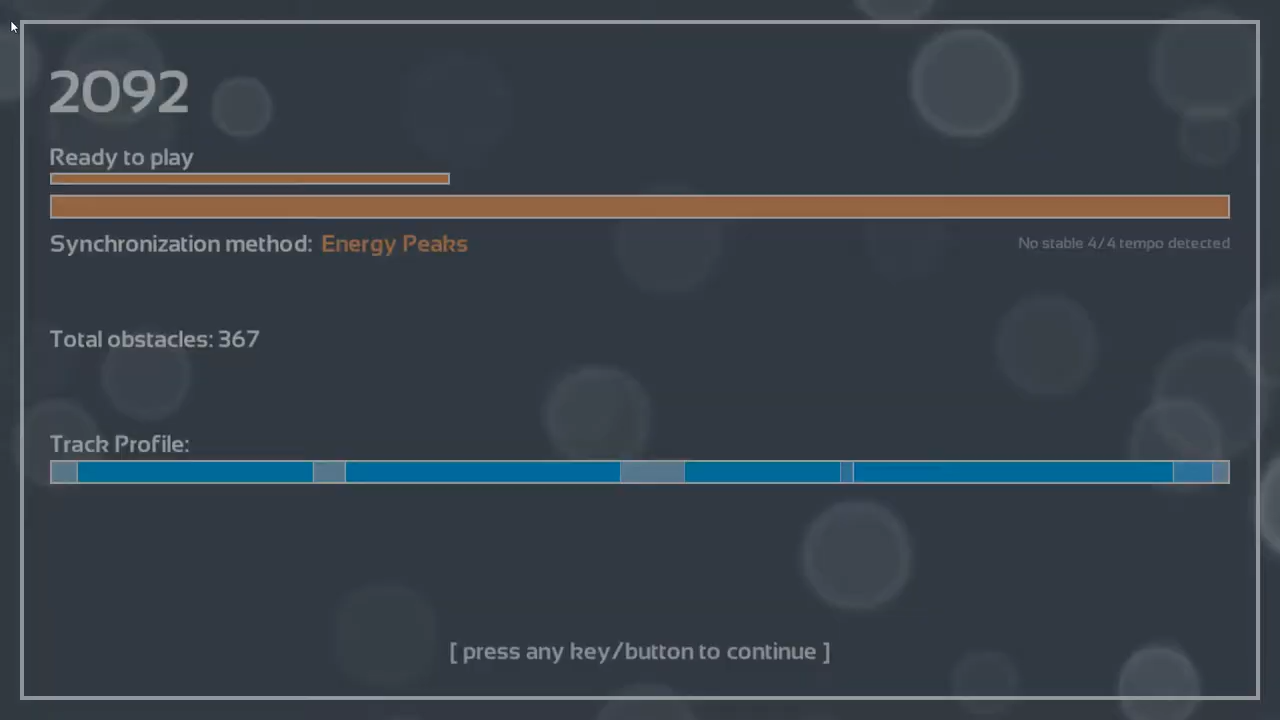 2092
Ready to play
Synchronization method: Energy Peaks
No stable 4/4 tempo detected
Total obstacles: 367
Track Profile:
[ press any key/button to continue ]